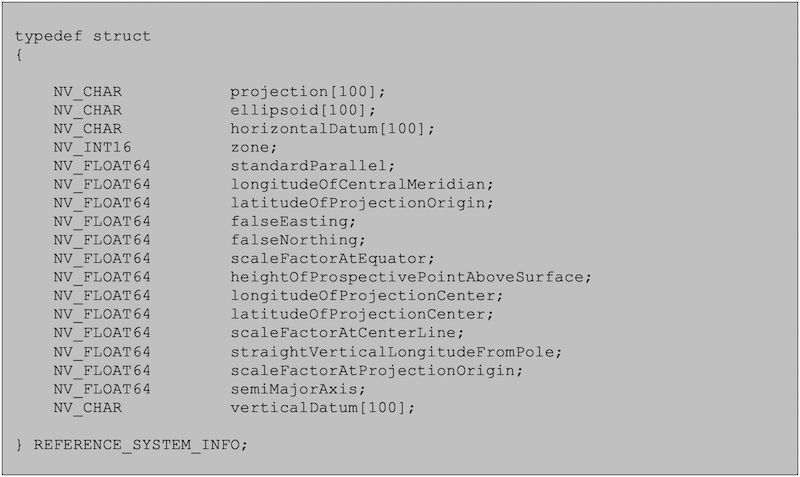 typedef struct
{
NV_CHAR projection[100];
NV_CHAR ellipsoid[100];
NV_CHAR horizontalDatum[100];
NV_INT16 zone;
NV_FLOAT64 standardParallel;
NV_FLOAT64 longitudeOfCentralMeridian;
NV_FLOAT64 latitudeOfProjectionOrigin;
NV_FLOAT64 falseEasting;
NV_FLOAT64 falseNorthing;
NV_FLOAT64 scaleFactorAtEquator;
NV_FLOAT64 heightOfProspectivePointAboveSurface;
NV_FLOAT64 longitudeOfProjectionCenter;
NV_FLOAT64 latitudeOfProjectionCenter;
NV_FLOAT64 scaleFactorAtCenterLine;
NV_FLOAT64 straightVerticalLongitudeFromPole;
NV_FLOAT64 scaleFactorAtProjectionOrigin;
NV_FLOAT64 semiMajorAxis;
NV_CHAR verticalDatum[100];
} REFERENCE_SYSTEM_INFO;